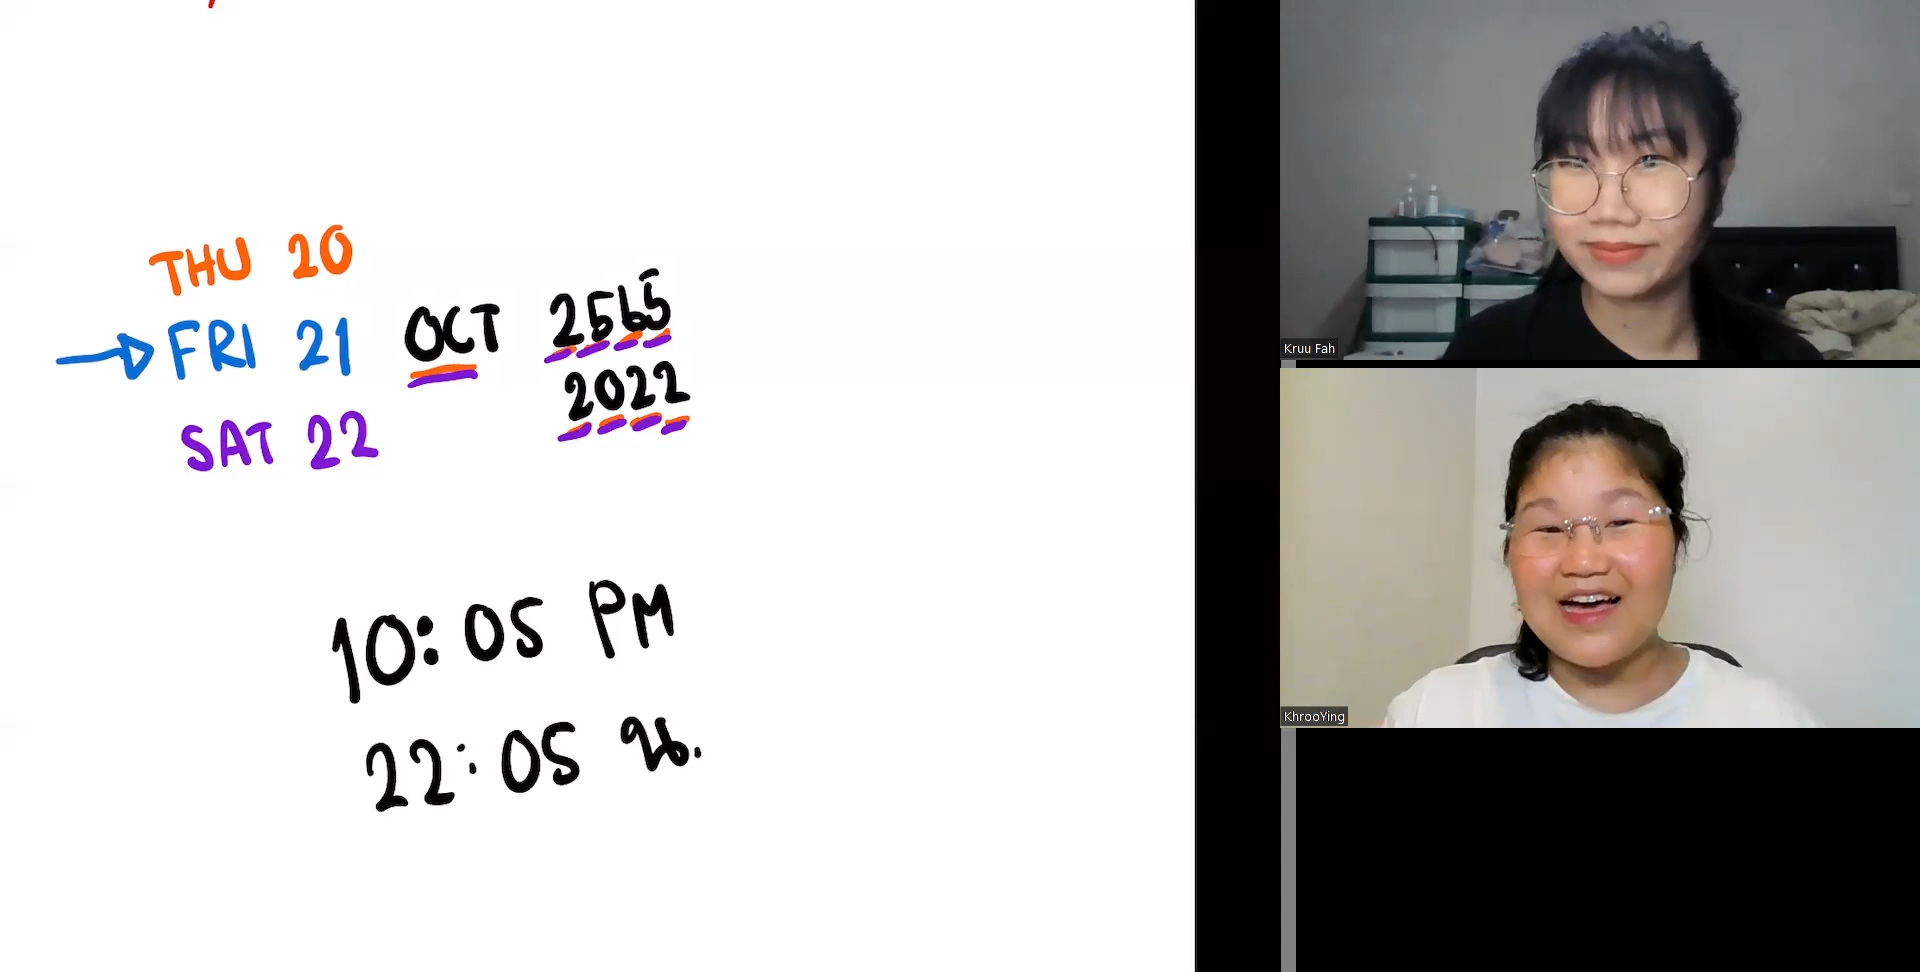 THU 20
FRI 21 OCT 2565
2022
SAT 22
10:05 PM
22:05 น.
Kruu Fah
KhrooYing